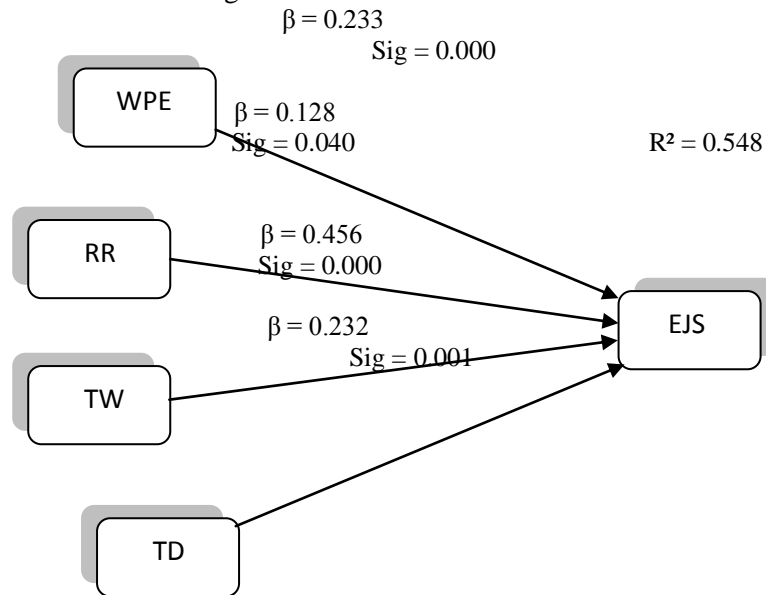 β = 0.233
Sig = 0.000
WPE
β = 0.128
Sig = 0.040
R² = 0.548
RR
β = 0.456
Sig = 0.000
EJS
β = 0.232
Sig = 0.001
TW
TD